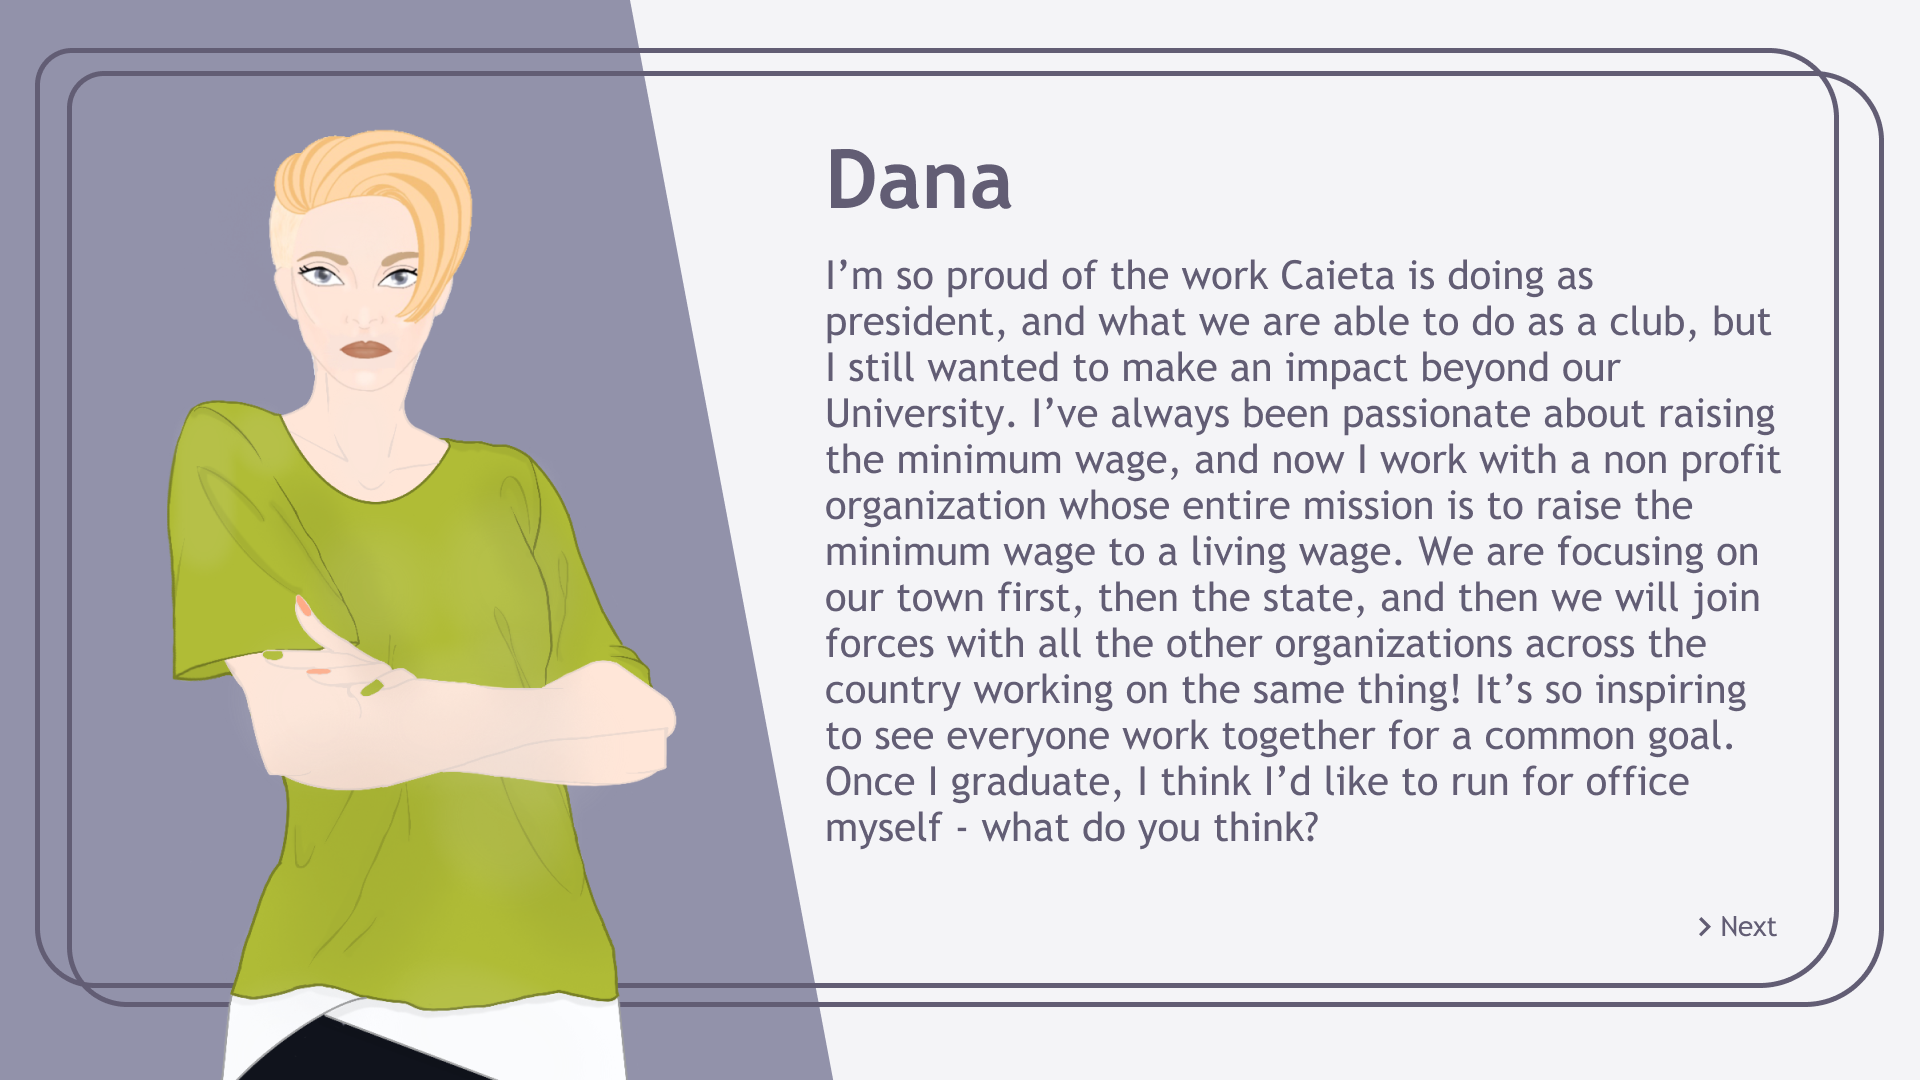 Dana
I’m so proud of the work Caieta is doing as
president, and what we are able to do as a club, but
I still wanted to make an impact beyond our
University. I’ve always been passionate about raising
the minimum wage, and now I work with a non profit
organization whose entire mission is to raise the
minimum wage to a living wage. We are focusing on
our town first, then the state, and then we will join
forces with all the other organizations across the
country working on the same thing! It’s so inspiring
to see everyone work together for a common goal.
Once I graduate, I think I’d like to run for office
myself - what do you think?
Next